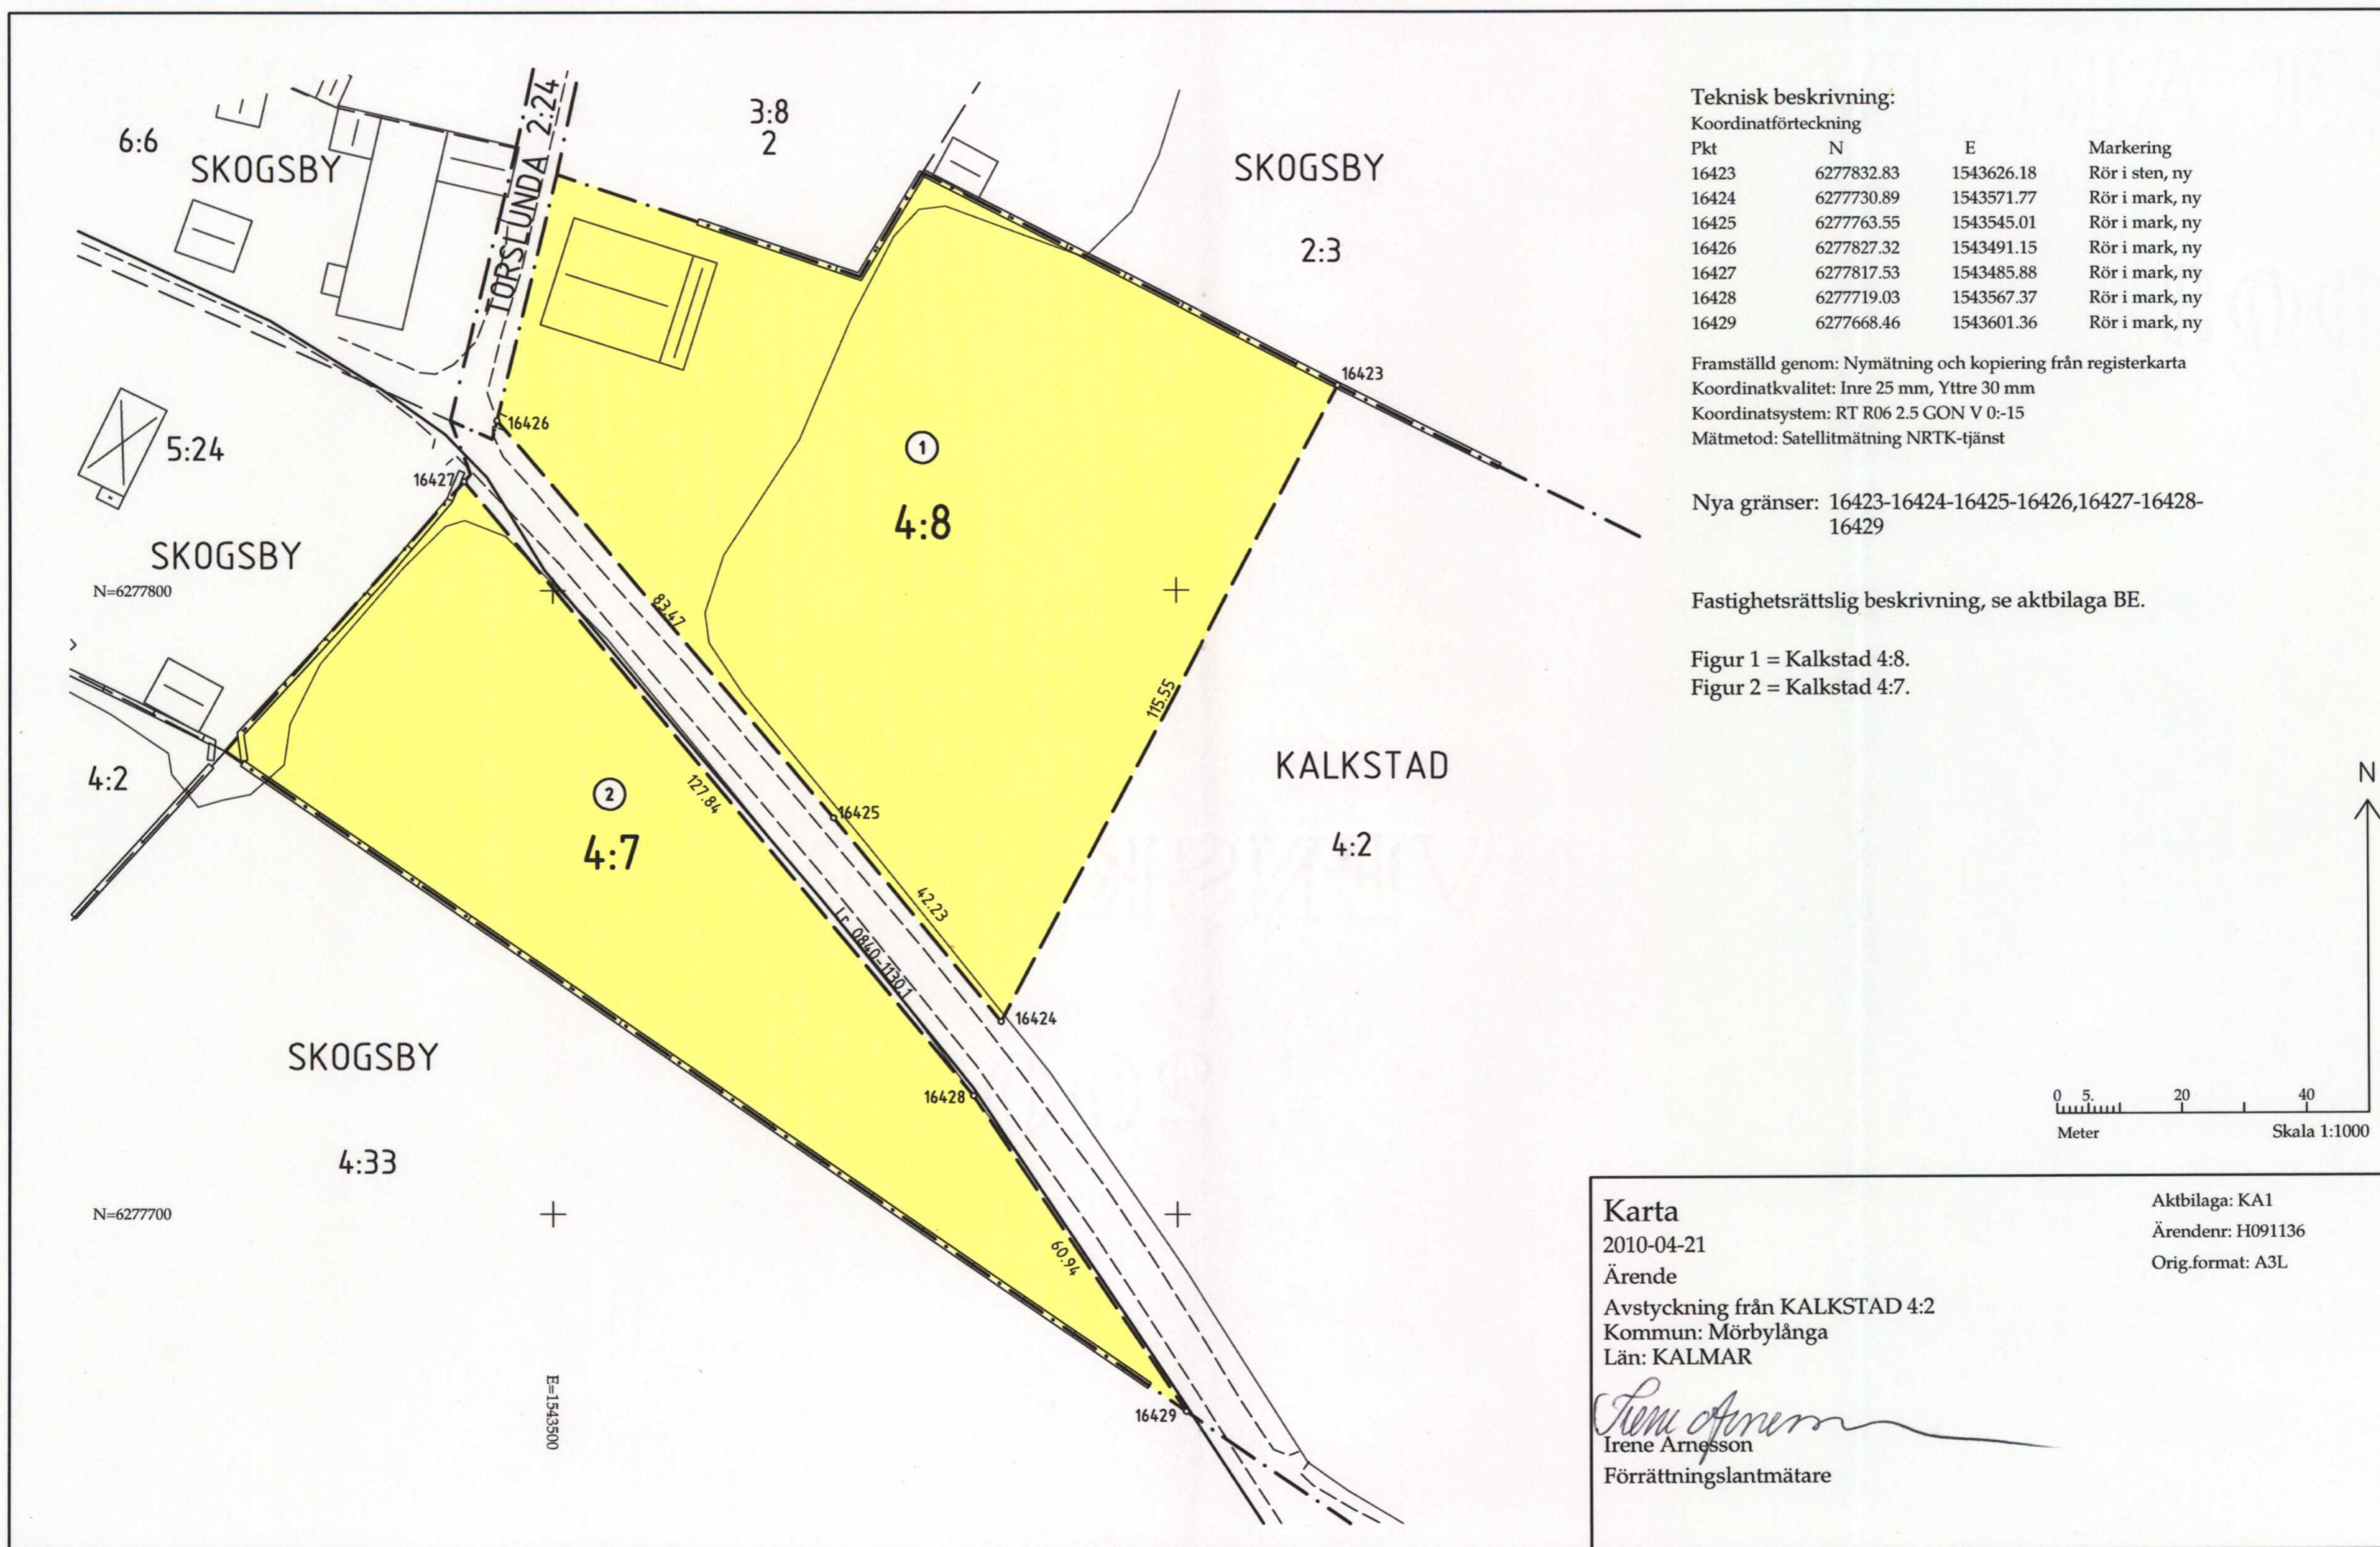 6:6
SKOGSBY
TORSLUNDA 2:24
3:8
2
SKOGSBY
2:3
5:24
SKOGSBY
N=6277800
4:2
16426
16427
16423
1
4:8
83.47
115.55
2
4:7
127.84
16425
42.23
KALKSTAD
4:2
Lr 0840-1130.1
16424
16428
SKOGSBY
4:33
N=6277700
60.94
16429
E=1543500
Teknisk beskrivning:
Koordinatförteckning
Pkt N E Markering
16423 6277832.83 1543626.18 Rör i sten, ny
16424 6277730.89 1543571.77 Rör i mark, ny
16425 6277763.55 1543545.01 Rör i mark, ny
16426 6277827.32 1543491.15 Rör i mark, ny
16427 6277817.53 1543485.88 Rör i mark, ny
16428 6277719.03 1543567.37 Rör i mark, ny
16429 6277668.46 1543601.36 Rör i mark, ny
Framställd genom: Nymätning och kopiering från registerkarta
Koordinatkvalitet: Inre 25 mm, Yttre 30 mm
Koordinatsystem: RT R06 2.5 GON V 0:-15
Mätmetod: Satellitmätning NRTK-tjänst
Nya gränser: 16423-16424-16425-16426,16427-16428-
16429
Fastighetsrättslig beskrivning, se aktbilaga BE.
Figur 1 = Kalkstad 4:8.
Figur 2 = Kalkstad 4:7.
N
0 5. 20 40
Meter Skala 1:1000
Karta
2010-04-21
Ärende
Avstyckning från KALKSTAD 4:2
Kommun: Mörbylånga
Län: KALMAR
Irene Arnesson
Irene Arnesson
Förrättningslantmätare
Aktbilaga: KA1
Ärendenr: H091136
Orig.format: A3L